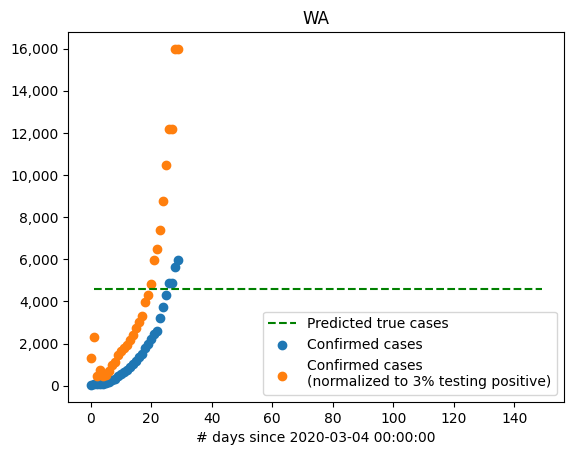 WA
16,000
14,000
12,000
10,000
8,000
6,000
4,000
2,000
0
Predicted true cases
Confirmed cases
Confirmed cases
(normalized to 3% testing positive)
0 20 40 60 80 100 120 140
# days since 2020-03-04 00:00:00